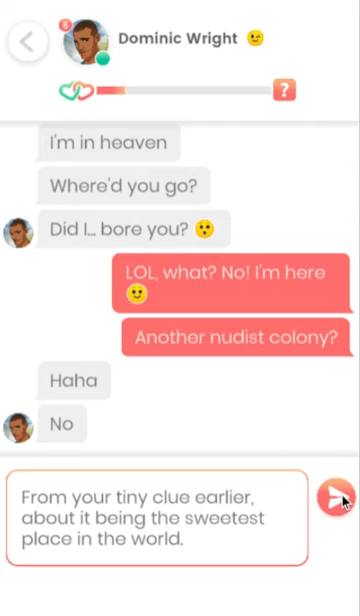 8
Dominic Wright
?
I'm in heaven
Where'd you go?
Did I... bore you?
LOL, what? No! I'm here
Another nudist colony?
Haha
No
From your tiny clue earlier,
about it being the sweetest
place in the world.